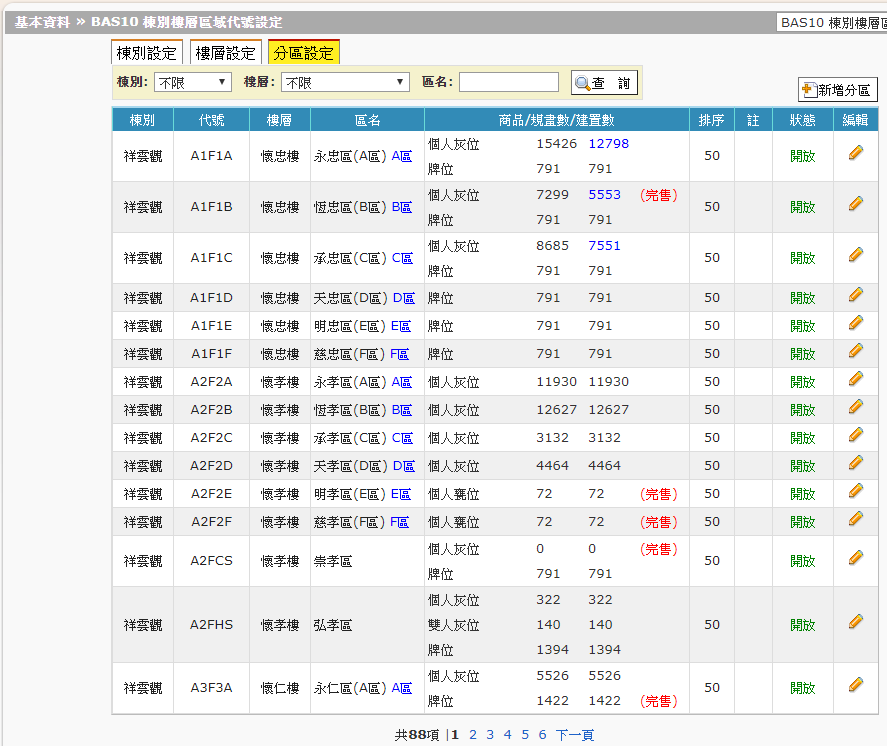 基本資料 » BAS10 棟別樓層區域代號設定 BAS10 棟別樓層區
棟別設定 樓層設定 分區設定
棟別: 不限 ▼ 樓層: 不限 ▼ 區名: 查 詢 新增分區
棟別 代號 樓層 區名 商品/規畫數/建置數 排序 註 狀態 編輯
祥雲觀 A1F1A 懷忠樓 永忠區(A區) A區 個人灰位 15426 12798 50 開放
牌位 791 791
祥雲觀 A1F1B 懷忠樓 恆忠區(B區) B區 個人灰位 7299 5553 (完售) 50 開放
牌位 791 791
祥雲觀 A1F1C 懷忠樓 承忠區(C區) C區 個人灰位 8685 7551 50 開放
牌位 791 791
祥雲觀 A1F1D 懷忠樓 天忠區(D區) D區 牌位 791 791 50 開放
祥雲觀 A1F1E 懷忠樓 明忠區(E區) E區 牌位 791 791 50 開放
祥雲觀 A1F1F 懷忠樓 慈忠區(F區) F區 牌位 791 791 50 開放
祥雲觀 A2F2A 懷孝樓 永孝區(A區) A區 個人灰位 11930 11930 50 開放
祥雲觀 A2F2B 懷孝樓 恆孝區(B區) B區 個人灰位 12627 12627 50 開放
祥雲觀 A2F2C 懷孝樓 承孝區(C區) C區 個人灰位 3132 3132 50 開放
祥雲觀 A2F2D 懷孝樓 天孝區(D區) D區 個人灰位 4464 4464 50 開放
祥雲觀 A2F2E 懷孝樓 明孝區(E區) E區 個人甕位 72 72 (完售) 50 開放
祥雲觀 A2F2F 懷孝樓 慈孝區(F區) F區 個人甕位 72 72 (完售) 50 開放
祥雲觀 A2FCS 懷孝樓 崇孝區 個人灰位 0 0 (完售) 50 開放
牌位 791 791
祥雲觀 A2FHS 懷孝樓 弘孝區 個人灰位 322 322 50 開放
雙人灰位 140 140
牌位 1394 1394
祥雲觀 A3F3A 懷仁樓 永仁區(A區) A區 個人灰位 5526 5526 50 開放
牌位 1422 1422 (完售)
共88項 |1 2 3 4 5 6 下一頁